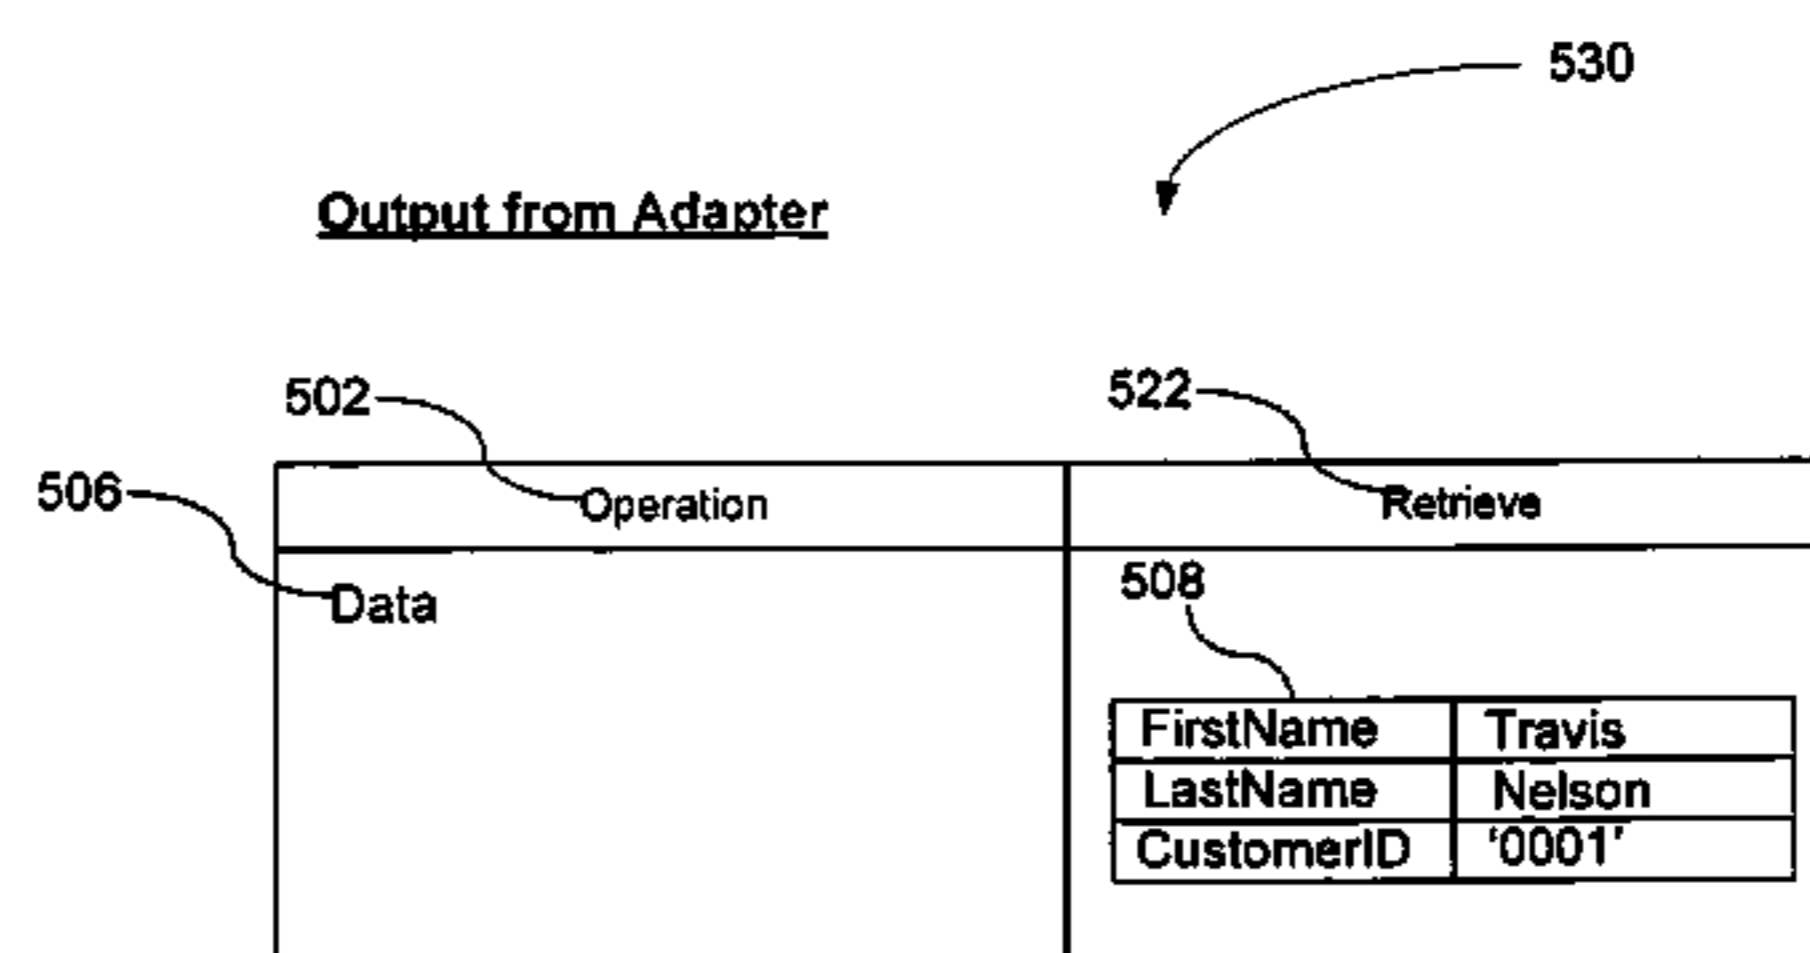 530
Output from Adapter
502
522
506
Operation
Retrieve
508
Data
FirstName Travis
LastName Nelson
CustomerID '0001'